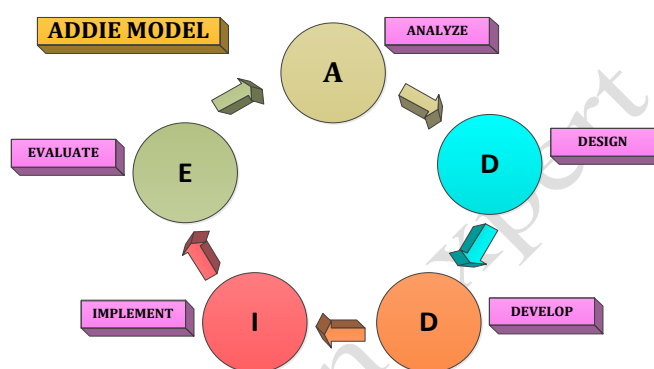 ADDIE MODEL
ANALYZE
A
DESIGN
D
DEVELOP
D
IMPLEMENT
I
EVALUATE
E